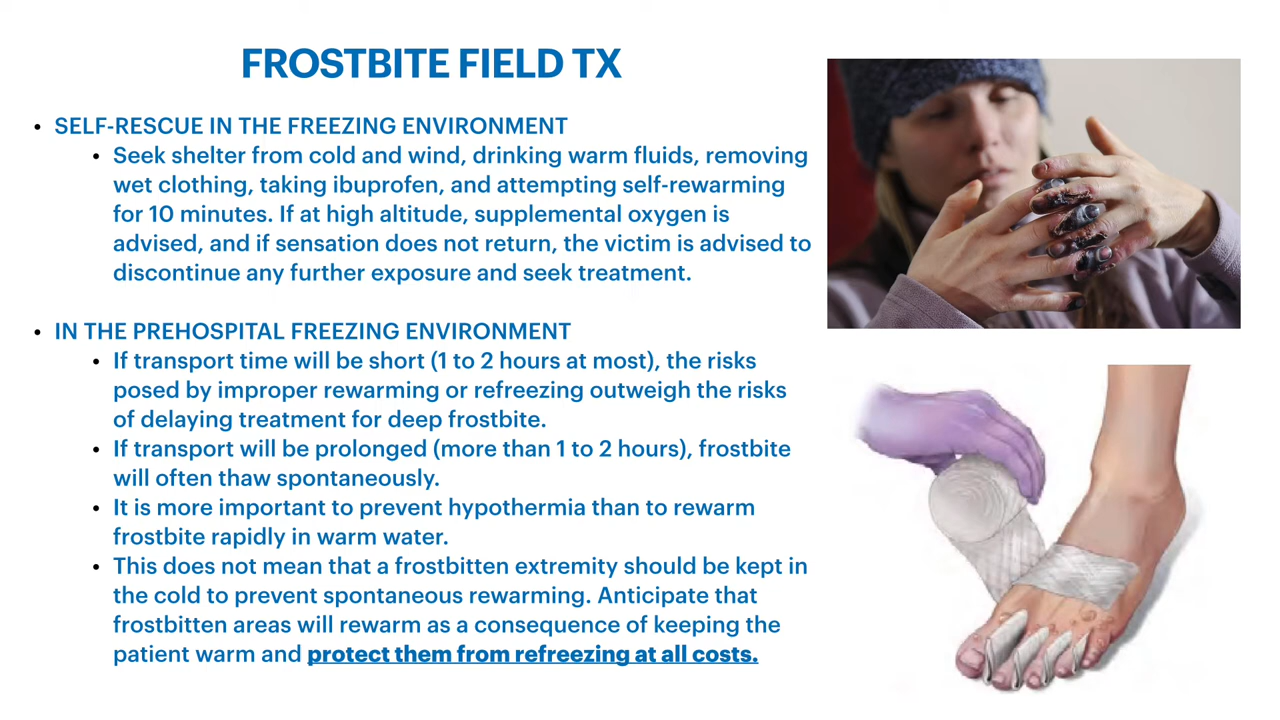 FROSTBITE FIELD TX
• SELF-RESCUE IN THE FREEZING ENVIRONMENT
• Seek shelter from cold and wind, drinking warm fluids, removing
wet clothing, taking ibuprofen, and attempting self-rewarming
for 10 minutes. If at high altitude, supplemental oxygen is
advised, and if sensation does not return, the victim is advised to
discontinue any further exposure and seek treatment.
• IN THE PREHOSPITAL FREEZING ENVIRONMENT
• If transport time will be short (1 to 2 hours at most), the risks
posed by improper rewarming or refreezing outweigh the risks
of delaying treatment for deep frostbite.
• If transport will be prolonged (more than 1 to 2 hours), frostbite
will often thaw spontaneously.
• It is more important to prevent hypothermia than to rewarm
frostbite rapidly in warm water.
• This does not mean that a frostbitten extremity should be kept in
the cold to prevent spontaneous rewarming. Anticipate that
frostbitten areas will rewarm as a consequence of keeping the
patient warm and protect them from refreezing at all costs.